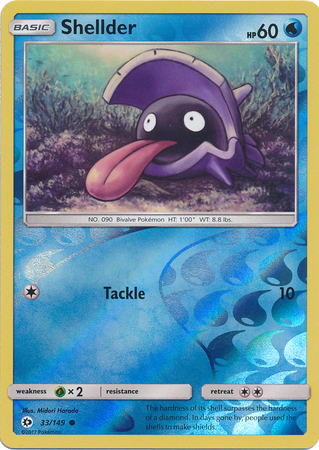 BASIC
Shellder
HP 60
NO. 090 Bivalve Pokémon HT: 1'00" WT: 8.8 lbs.
Tackle 10
weakness ×2 resistance retreat
Illus. Midori Harada
33/149
©2017 Pokémon
The hardness of its shell surpasses the hardness
of a diamond. In days gone by, people used the
shells to make shields.